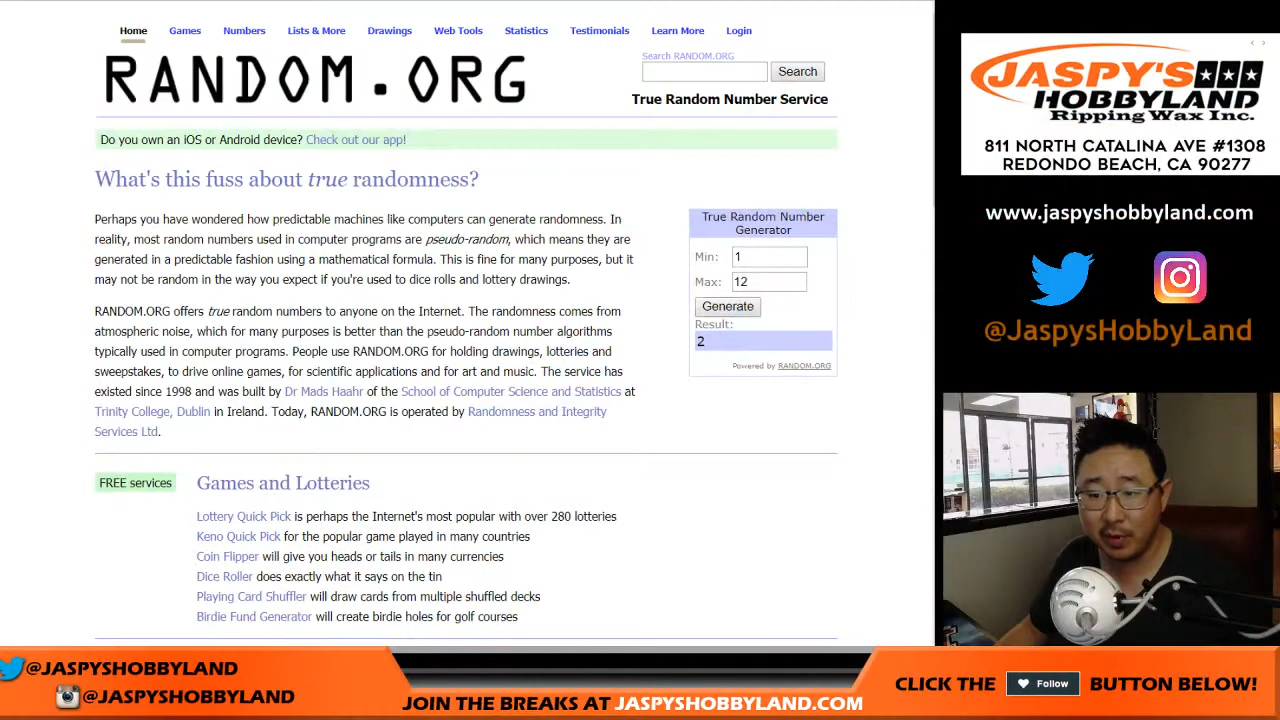 Home Games Numbers Lists & More Drawings Web Tools Statistics Testimonials Learn More Login
RANDOM.ORG
Search RANDOM.ORG
Search
True Random Number Service
Do you own an iOS or Android device? Check out our app!
What's this fuss about true randomness?
Perhaps you have wondered how predictable machines like computers can generate randomness. In
reality, most random numbers used in computer programs are pseudo-random, which means they are
generated in a predictable fashion using a mathematical formula. This is fine for many purposes, but it
may not be random in the way you expect if you're used to dice rolls and lottery drawings.
RANDOM.ORG offers true random numbers to anyone on the Internet. The randomness comes from
atmospheric noise, which for many purposes is better than the pseudo-random number algorithms
typically used in computer programs. People use RANDOM.ORG for holding drawings, lotteries and
sweepstakes, to drive online games, for scientific applications and for art and music. The service has
existed since 1998 and was built by Dr Mads Haahr of the School of Computer Science and Statistics at
Trinity College, Dublin in Ireland. Today, RANDOM.ORG is operated by Randomness and Integrity
Services Ltd.
True Random Number
Generator
Min: 1
Max: 12
Generate
Result:
2
Powered by RANDOM.ORG
FREE services
Games and Lotteries
Lottery Quick Pick is perhaps the Internet's most popular with over 280 lotteries
Keno Quick Pick for the popular game played in many countries
Coin Flipper will give you heads or tails in many currencies
Dice Roller does exactly what it says on the tin
Playing Card Shuffler will draw cards from multiple shuffled decks
Birdie Fund Generator will create birdie holes for golf courses
JASPY'S
HOBBYLAND
Ripping Wax Inc.
811 NORTH CATALINA AVE #1308
REDONDO BEACH, CA 90277
www.jaspyshobbyland.com
@JaspysHobbyLand
@JASPYSHOBBYLAND
@JASPYSHOBBYLAND
JOIN THE BREAKS AT JASPYSHOBBYLAND.COM
CLICK THE Follow BUTTON BELOW!